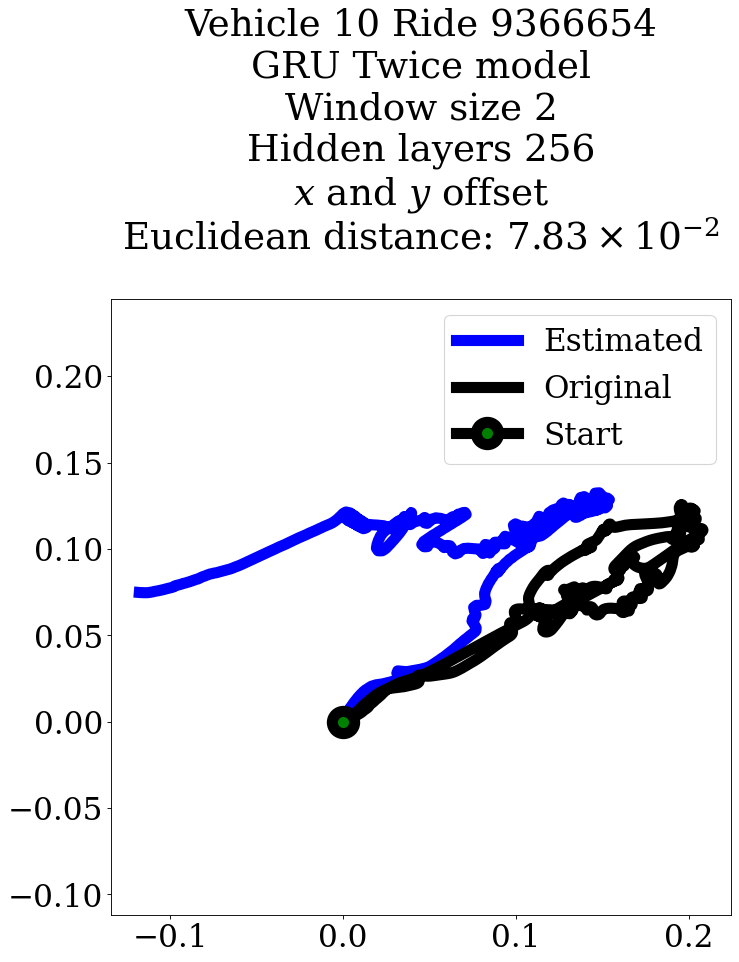 Vehicle 10 Ride 9366654
GRU Twice model
Window size 2
Hidden layers 256
x and y offset
Euclidean distance: 7.83 × 10⁻²
Estimated
Original
Start
0.20
0.15
0.10
0.05
0.00
−0.05
−0.10
−0.1 0.0 0.1 0.2